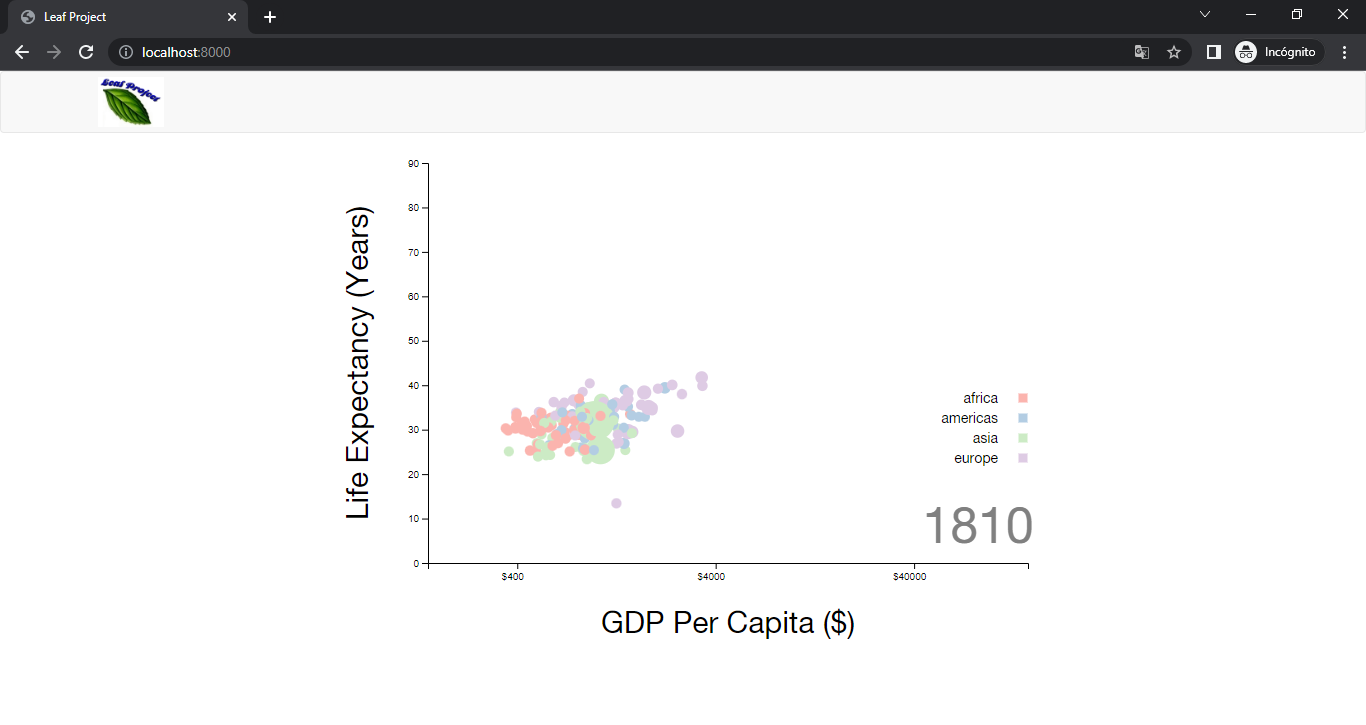 Leaf Project
localhost:8000
Incógnito
Leaf Project
90
80
70
60
50
40
30
20
10
0
Life Expectancy (Years)
africa
americas
asia
europe
1810
$400
$4000
$40000
GDP Per Capita ($)